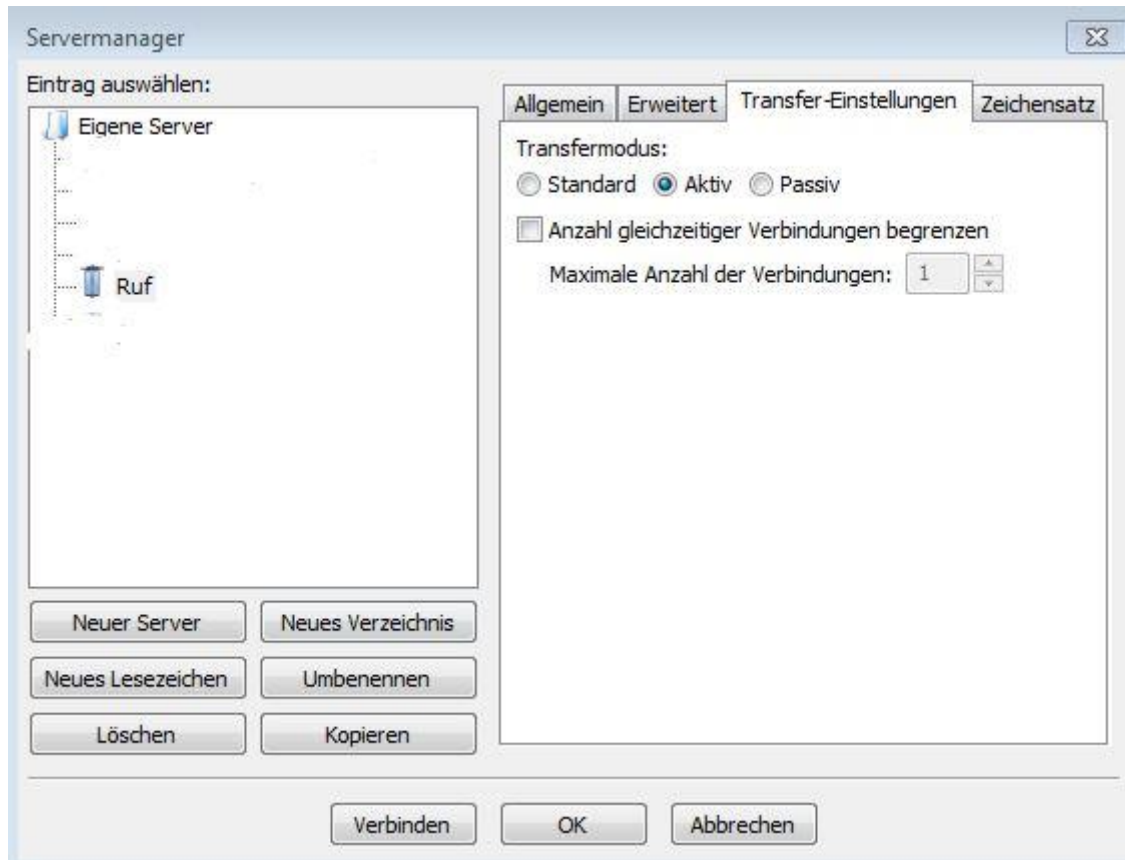 Servermanager
Eintrag auswählen:
Eigene Server
Ruf
Neuer Server
Neues Verzeichnis
Neues Lesezeichen
Umbenennen
Löschen
Kopieren
Allgemein
Erweitert
Transfer-Einstellungen
Zeichensatz
Transfermodus:
Standard
Aktiv
Passiv
Anzahl gleichzeitiger Verbindungen begrenzen
Maximale Anzahl der Verbindungen: 1
Verbinden
OK
Abbrechen